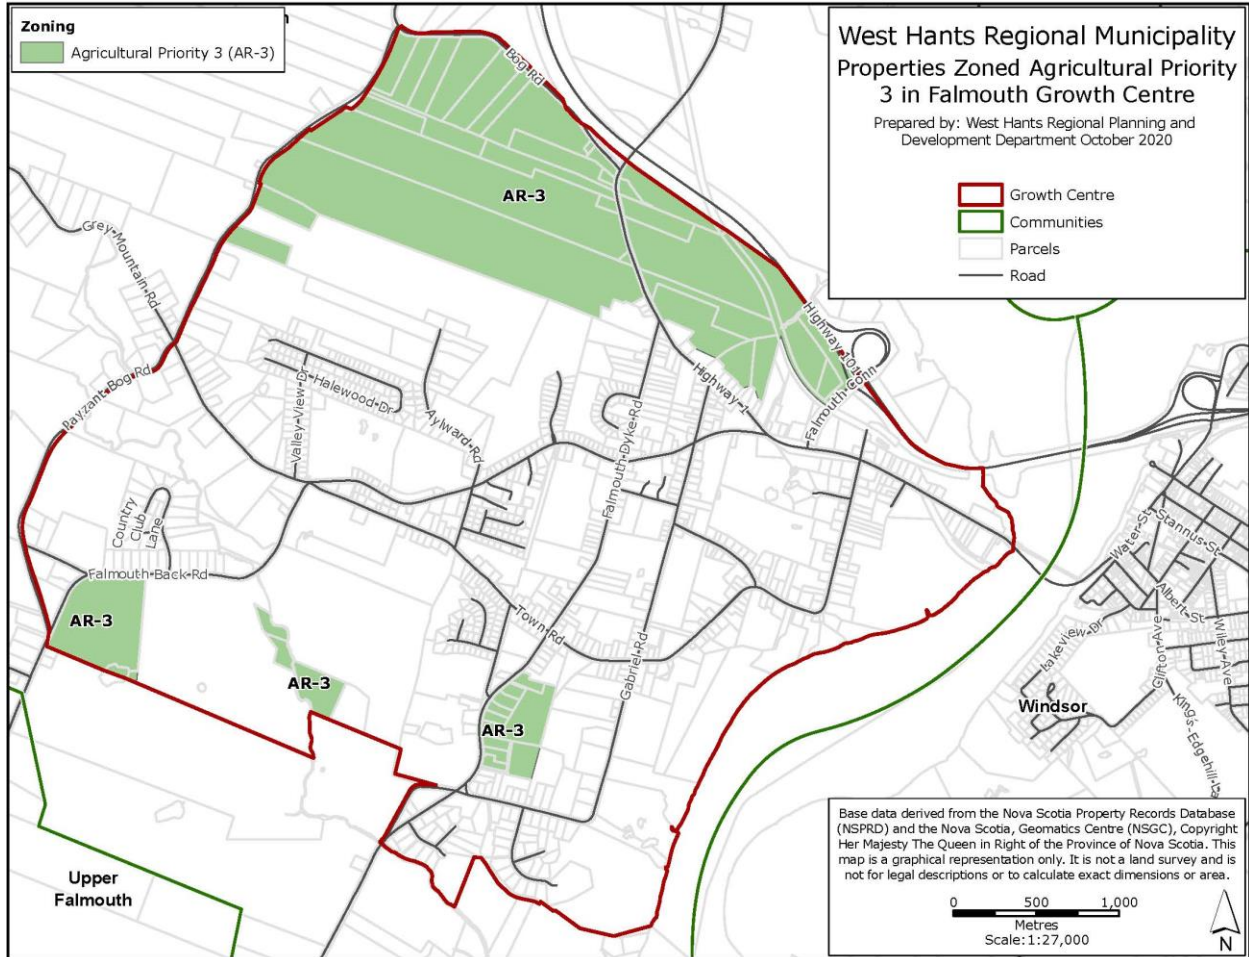 Zoning
Agricultural Priority 3 (AR-3)
West Hants Regional Municipality
Properties Zoned Agricultural Priority
3 in Falmouth Growth Centre
Prepared by: West Hants Regional Planning and
Development Department October 2020
Growth Centre
Communities
Parcels
Road
Bog Rd
AR-3
Grey Mountain Rd
Payzant Bog Rd
Highway 101
Highway 1
Falmouth Conn
Halewood Dr
Valley View Dr
Aylward Rd
Falmouth Dyke Rd
Country
Club
Lane
Falmouth Back Rd
Town Rd
Gabriel Rd
AR-3
AR-3
AR-3
Water St
Stannus St
Albert St
Wiley Ave
Clifton Ave
Lakeview Dr
King's Edgehill La
Windsor
Upper
Falmouth
Base data derived from the Nova Scotia Property Records Database
(NSPRD) and the Nova Scotia, Geomatics Centre (NSGC), Copyright
Her Majesty The Queen in Right of the Province of Nova Scotia. This
map is a graphical representation only. It is not a land survey and is
not for legal descriptions or to calculate exact dimensions or area.
0 500 1,000
Metres
Scale:1:27,000
N